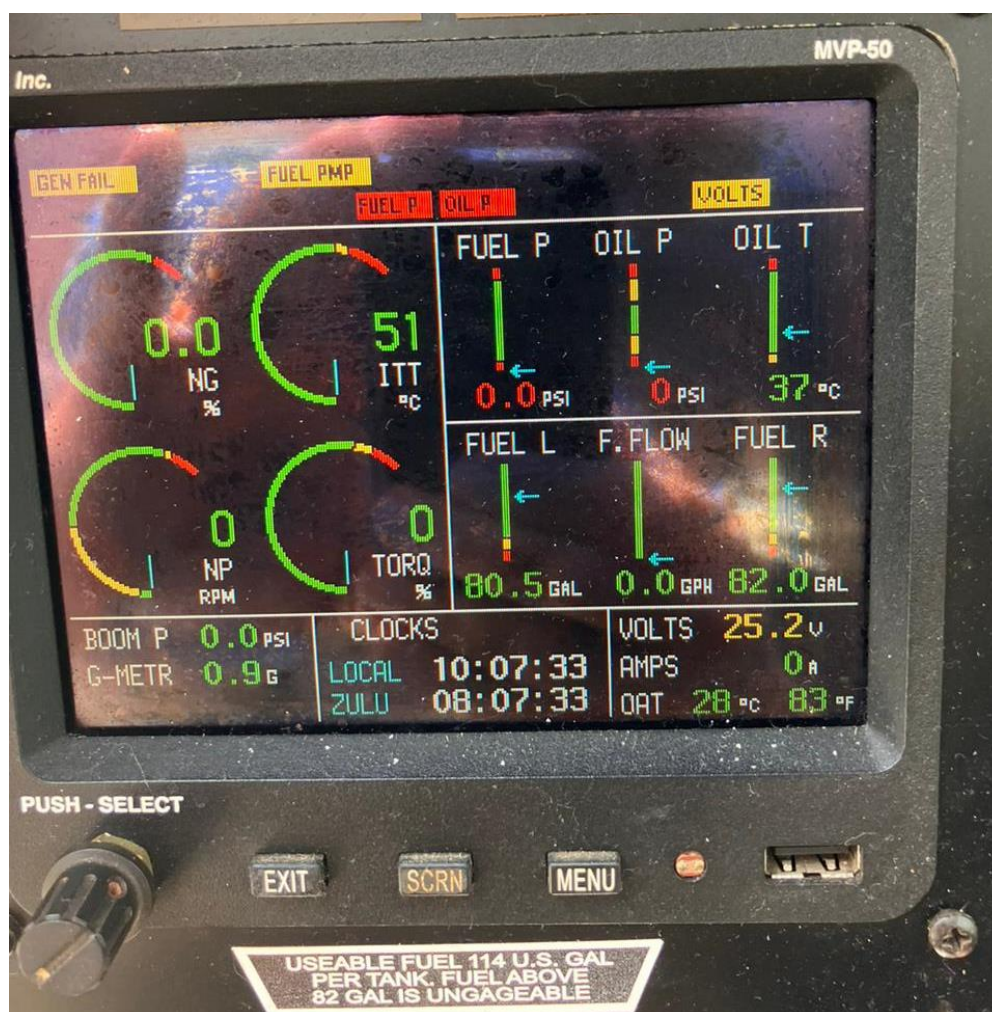 MVP-50
Inc.
GEN FAIL
FUEL PMP
FUEL P
OIL P
VOLTS
0.0
NG
%
51
ITT
°C
FUEL P
0.0 PSI
OIL P
0 PSI
OIL T
37 °C
0
NP
RPM
0
TORQ
%
FUEL L
80.5 GAL
F.FLOW
0.0 GPH
FUEL R
82.0 GAL
BOOM P 0.0 PSI
G-METR 0.9 G
CLOCKS
LOCAL 10:07:33
ZULU 08:07:33
VOLTS 25.2 V
AMPS 0 A
OAT 28 °C 83 °F
PUSH - SELECT
EXIT
SCRN
MENU
USEABLE FUEL 114 U.S. GAL
PER TANK. FUEL ABOVE
82 GAL IS UNGAGEABLE